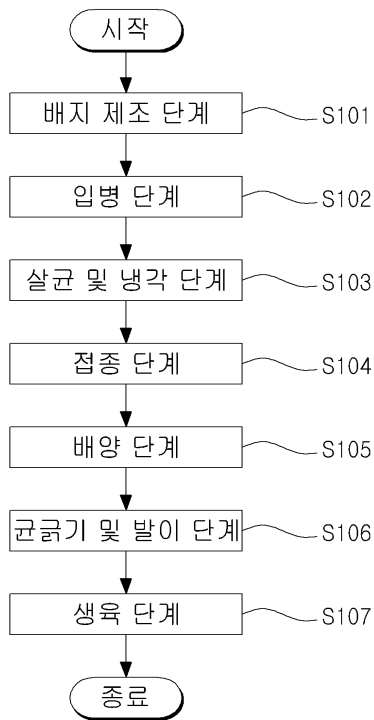 시작
배지 제조 단계 S101
입병 단계 S102
살균 및 냉각 단계 S103
접종 단계 S104
배양 단계 S105
균긁기 및 발이 단계 S106
생육 단계 S107
종료